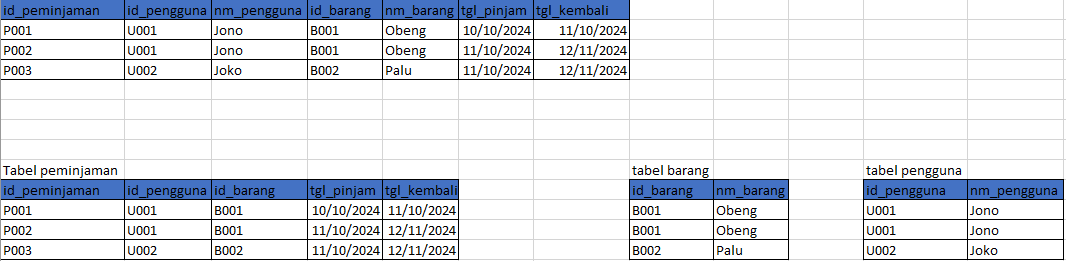 id_peminjaman id_pengguna nm_pengguna id_barang nm_barang tgl_pinjam tgl_kembali
P001 U001 Jono B001 Obeng 10/10/2024 11/10/2024
P002 U001 Jono B001 Obeng 11/10/2024 12/11/2024
P003 U002 Joko B002 Palu 11/10/2024 12/11/2024
Tabel peminjaman tabel barang tabel pengguna
id_peminjaman id_pengguna id_barang tgl_pinjam tgl_kembali id_barang nm_barang id_pengguna nm_pengguna
P001 U001 B001 10/10/2024 11/10/2024 B001 Obeng U001 Jono
P002 U001 B001 11/10/2024 12/11/2024 B001 Obeng U001 Jono
P003 U002 B002 11/10/2024 12/11/2024 B002 Palu U002 Joko